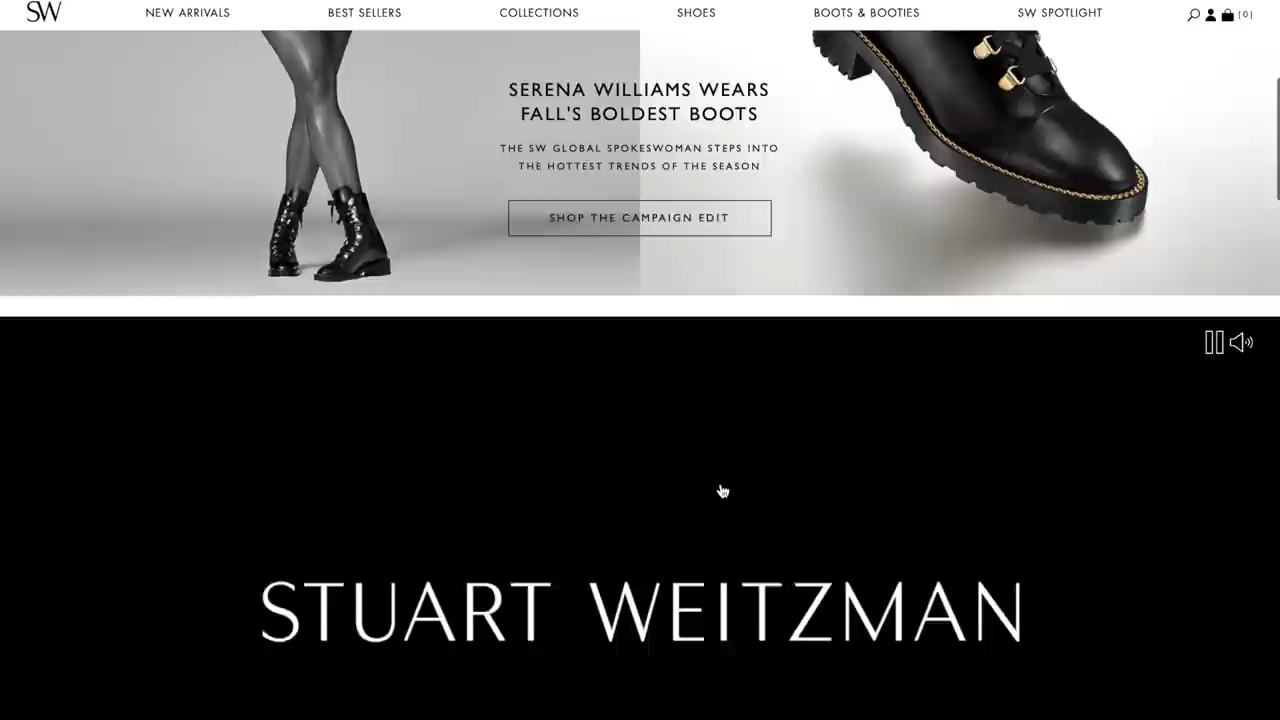 SW
NEW ARRIVALS
BEST SELLERS
COLLECTIONS
SHOES
BOOTS & BOOTIES
SW SPOTLIGHT
(0)
SERENA WILLIAMS WEARS
FALL'S BOLDEST BOOTS
THE SW GLOBAL SPOKESWOMAN STEPS INTO
THE HOTTEST TRENDS OF THE SEASON
SHOP THE CAMPAIGN EDIT
STUART WEITZMAN